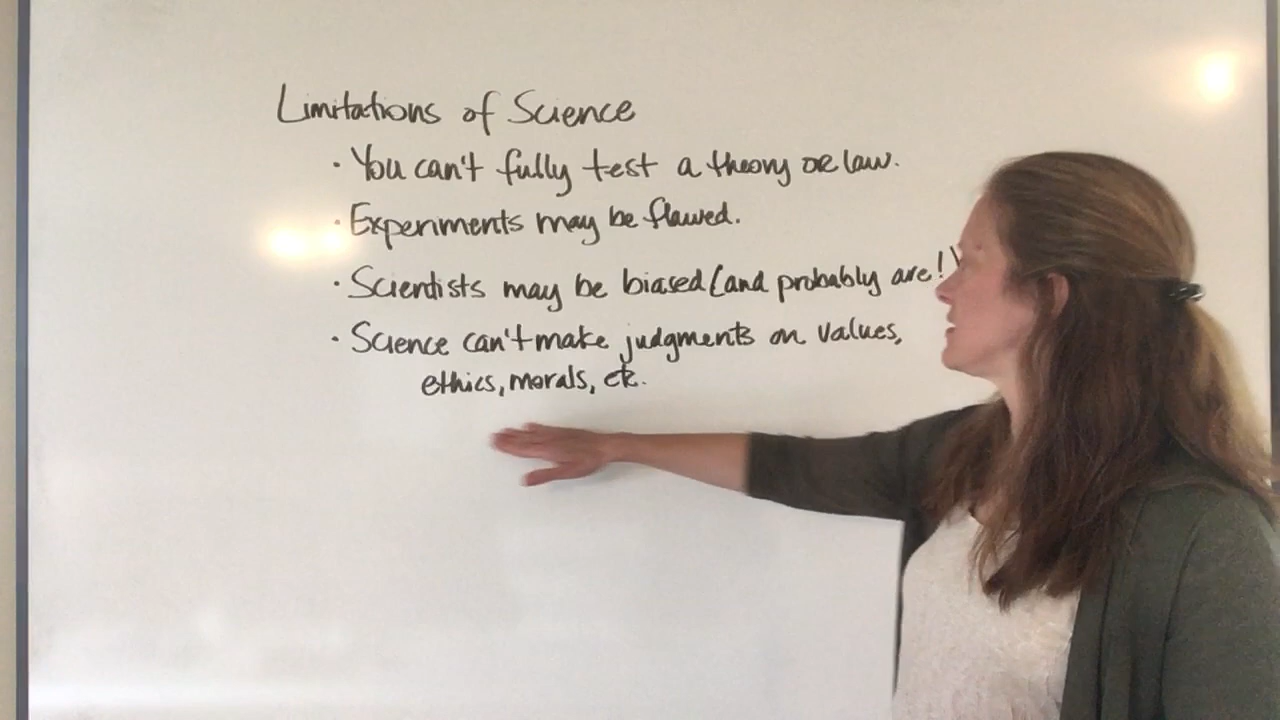 Limitations of Science
· You can't fully test a theory or law.
· Experiments may be flawed.
· Scientists may be biased (and probably are!)
· Science can't make judgments on values,
ethics, morals, etc.